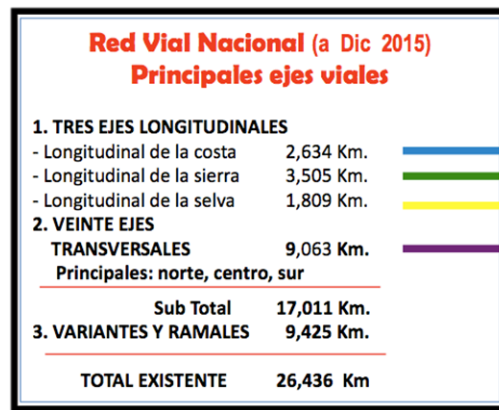 Red Vial Nacional (a Dic 2015)
Principales ejes viales
1. TRES EJES LONGITUDINALES
- Longitudinal de la costa 2,634 Km.
- Longitudinal de la sierra 3,505 Km.
- Longitudinal de la selva 1,809 Km.
2. VEINTE EJES
TRANSVERSALES 9,063 Km.
Principales: norte, centro, sur
Sub Total 17,011 Km.
3. VARIANTES Y RAMALES 9,425 Km.
TOTAL EXISTENTE 26,436 Km